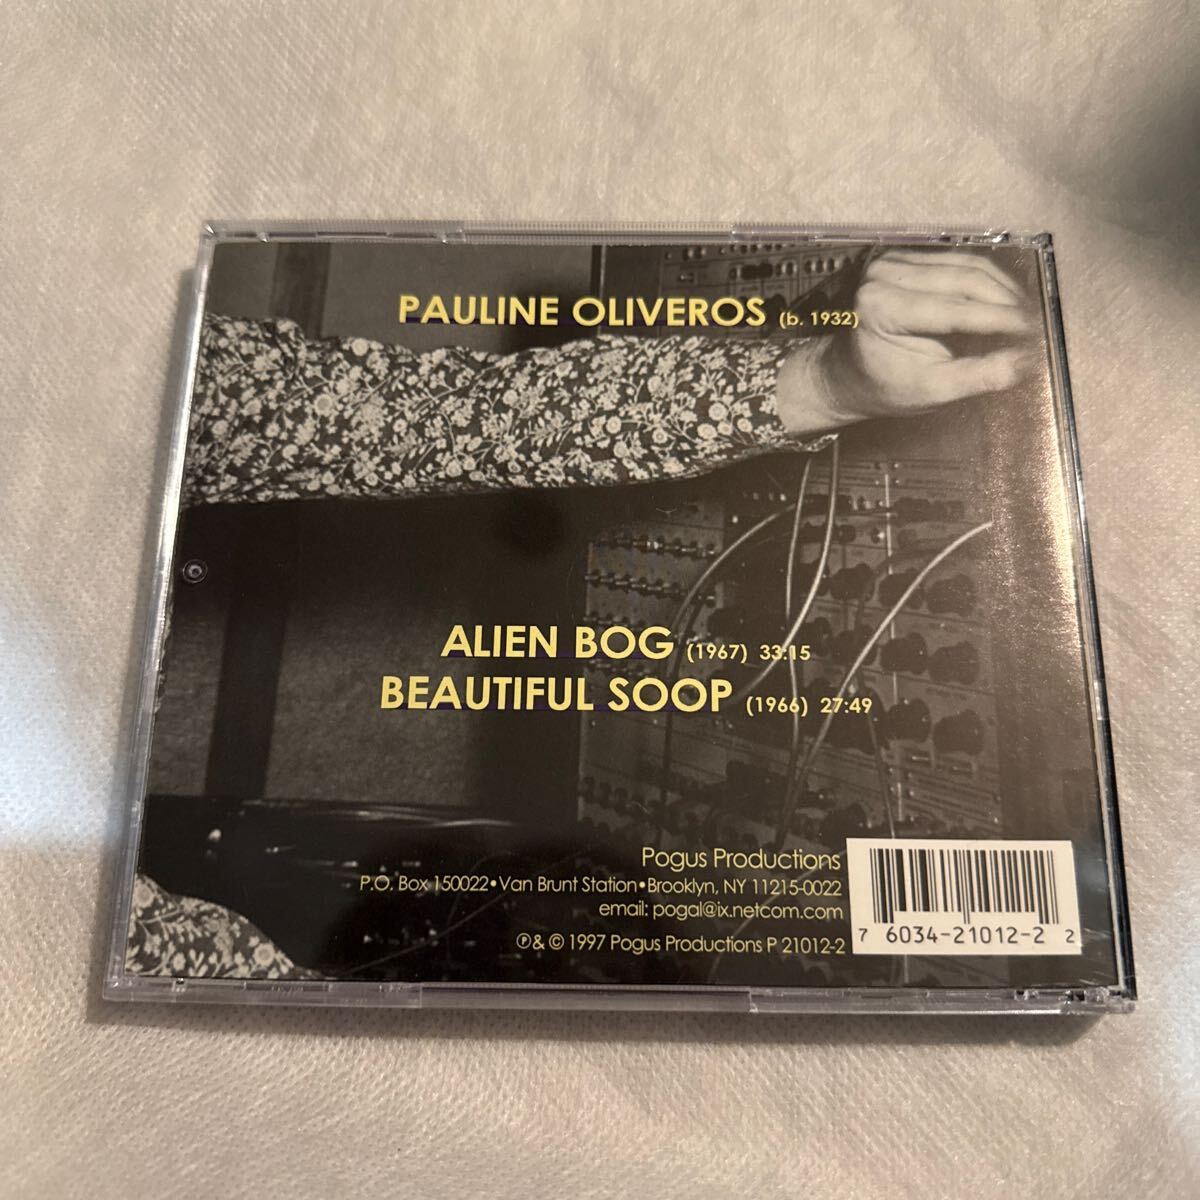 PAULINE OLIVEROS (b. 1932)
ALIEN BOG (1967) 33:15
BEAUTIFUL SOOP (1966) 27:49
Pogus Productions
P.O. Box 150022•Van Brunt Station•Brooklyn, NY 11215-0022
email: pogal@ix.netcom.com
℗& © 1997 Pogus Productions P 21012-2
7 6034-21012-2 2